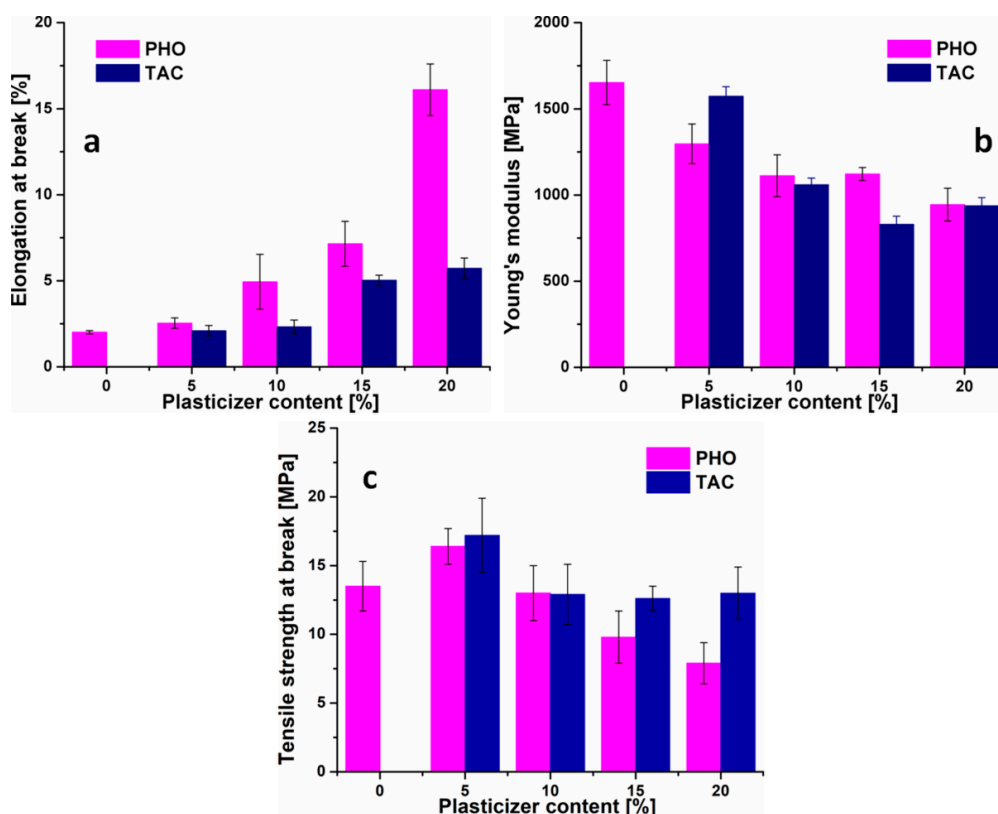 20
15
10
5
0
Elongation at break [%]
PHO
TAC
a
0 5 10 15 20
Plasticizer content [%]
2000
1500
1000
500
0
Young's modulus [MPa]
PHO
TAC
b
0 5 10 15 20
Plasticizer content [%]
25
20
15
10
5
0
Tensile strength at break [MPa]
c
PHO
TAC
0 5 10 15 20
Plasticizer content [%]